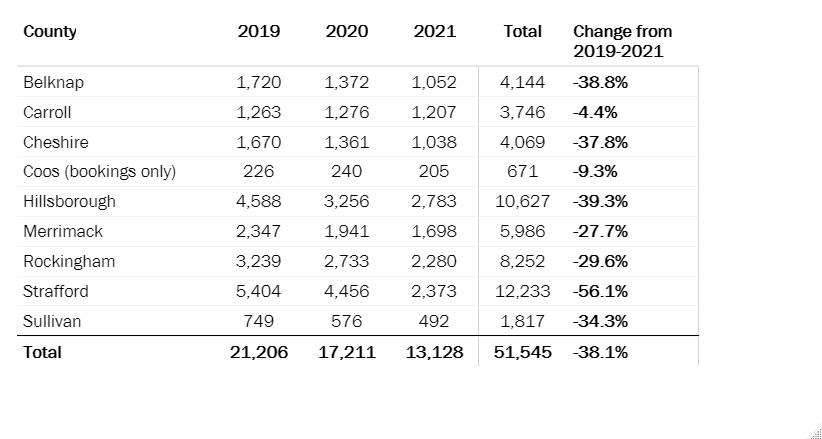 County 2019 2020 2021 Total Change from
2019-2021
Belknap 1,720 1,372 1,052 4,144 -38.8%
Carroll 1,263 1,276 1,207 3,746 -4.4%
Cheshire 1,670 1,361 1,038 4,069 -37.8%
Coos (bookings only) 226 240 205 671 -9.3%
Hillsborough 4,588 3,256 2,783 10,627 -39.3%
Merrimack 2,347 1,941 1,698 5,986 -27.7%
Rockingham 3,239 2,733 2,280 8,252 -29.6%
Strafford 5,404 4,456 2,373 12,233 -56.1%
Sullivan 749 576 492 1,817 -34.3%
Total 21,206 17,211 13,128 51,545 -38.1%